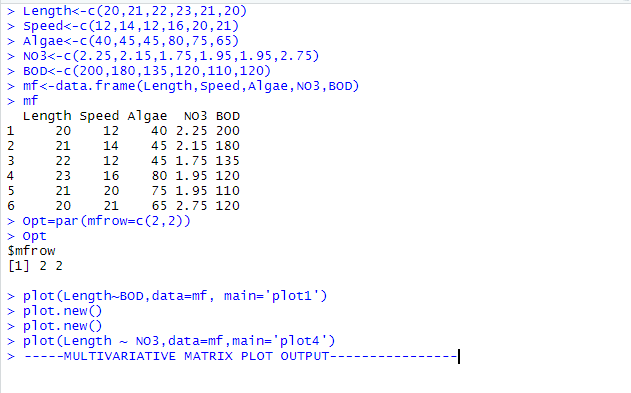 > Length<-c(20,21,22,23,21,20)
> Speed<-c(12,14,12,16,20,21)
> Algae<-c(40,45,45,80,75,65)
> NO3<-c(2.25,2.15,1.75,1.95,1.95,2.75)
> BOD<-c(200,180,135,120,110,120)
> mf<-data.frame(Length,Speed,Algae,NO3,BOD)
> mf
  Length Speed Algae  NO3 BOD
1     20    12    40 2.25 200
2     21    14    45 2.15 180
3     22    12    45 1.75 135
4     23    16    80 1.95 120
5     21    20    75 1.95 110
6     20    21    65 2.75 120
> Opt=par(mfrow=c(2,2))
> Opt
$mfrow
[1] 2 2
> plot(Length~BOD,data=mf, main='plot1')
> plot.new()
> plot.new()
> plot(Length ~ NO3,data=mf,main='plot4')
> -----MULTIVARIATIVE MATRIX PLOT OUTPUT----------------